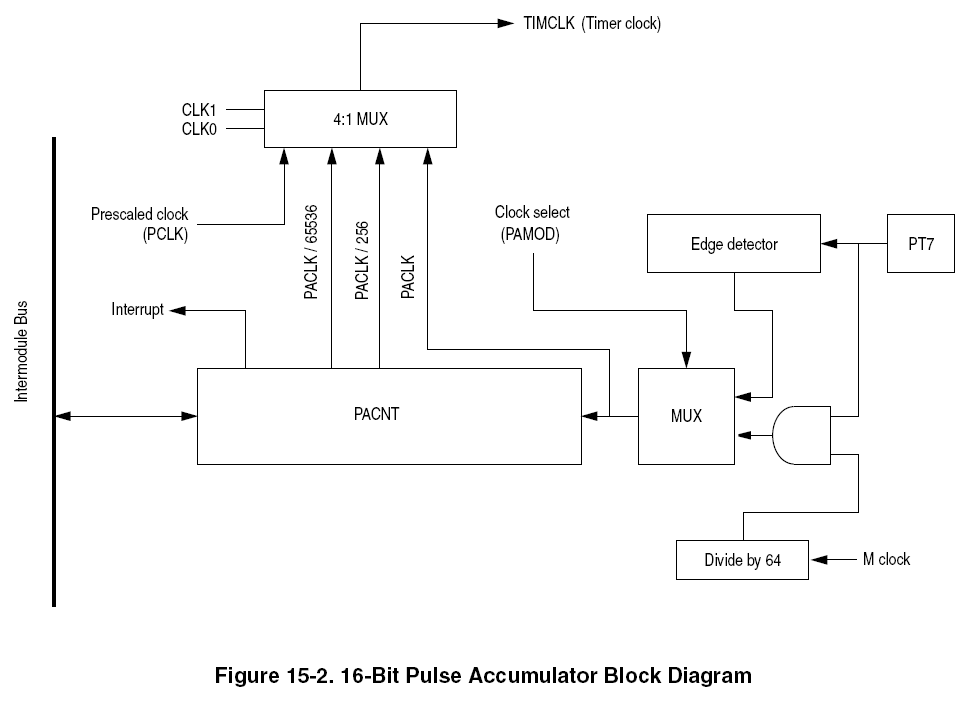 TIMCLK (Timer clock)
CLK1
CLK0
4:1 MUX
Prescaled clock
(PCLK)
PACLK / 65536
PACLK / 256
PACLK
Clock select
(PAMOD)
Edge detector
PT7
Interrupt
Intermodule Bus
PACNT
MUX
Divide by 64
M clock
Figure 15-2. 16-Bit Pulse Accumulator Block Diagram